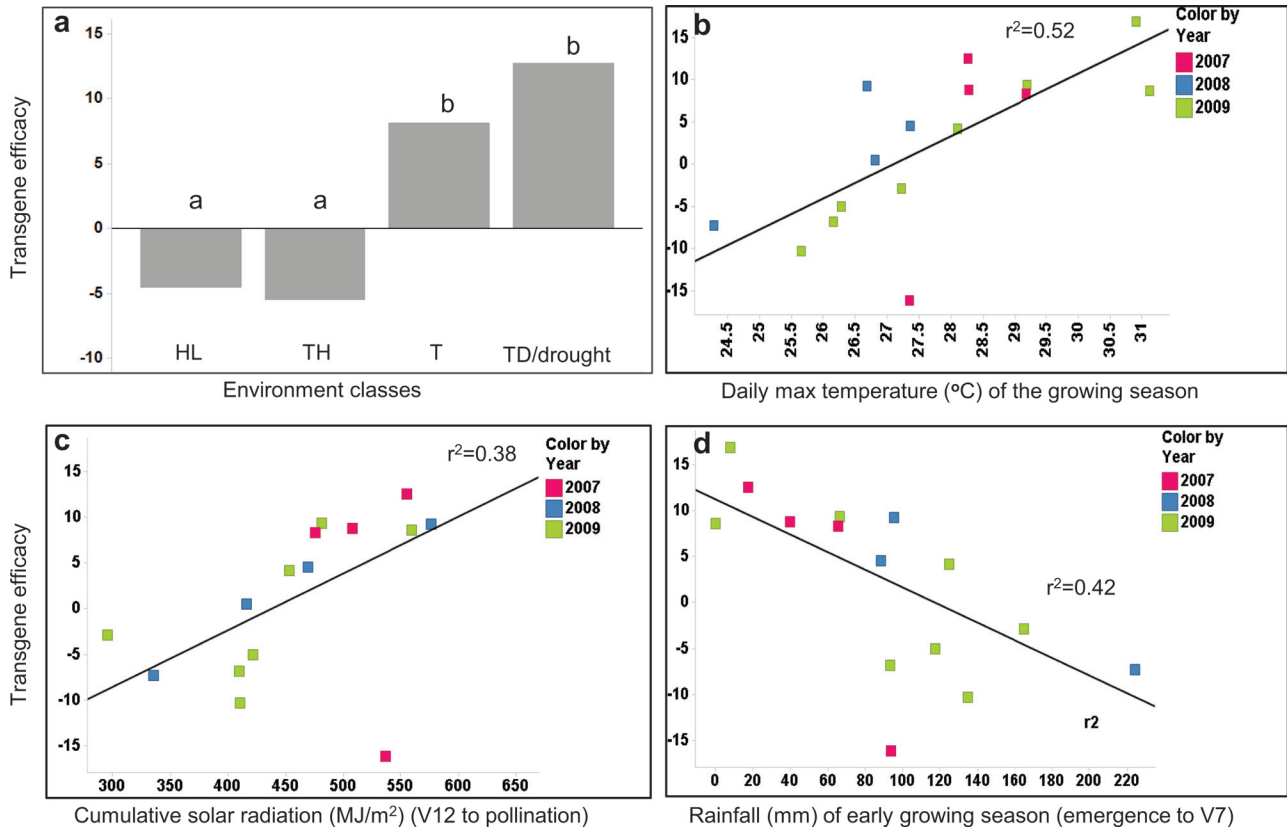 a
Transgene efficacy
15
10
5
0
-5
-10
a
a
b
b
HL
TH
T
TD/drought
Environment classes
b
r²=0.52
Color by
Year
2007
2008
2009
15
10
5
0
-5
-10
-15
24.5 25 25.5 26 26.5 27 27.5 28 28.5 29 29.5 30 30.5 31
Daily max temperature (ºC) of the growing season
c
r²=0.38
Color by
Year
2007
2008
2009
Transgene efficacy
15
10
5
0
-5
-10
-15
300 350 400 450 500 550 600 650
Cumulative solar radiation (MJ/m²) (V12 to pollination)
d
Color by
Year
2007
2008
2009
r²=0.42
r2
15
10
5
0
-5
-10
-15
0 20 40 60 80 100 120 140 160 180 200 220
Rainfall (mm) of early growing season (emergence to V7)